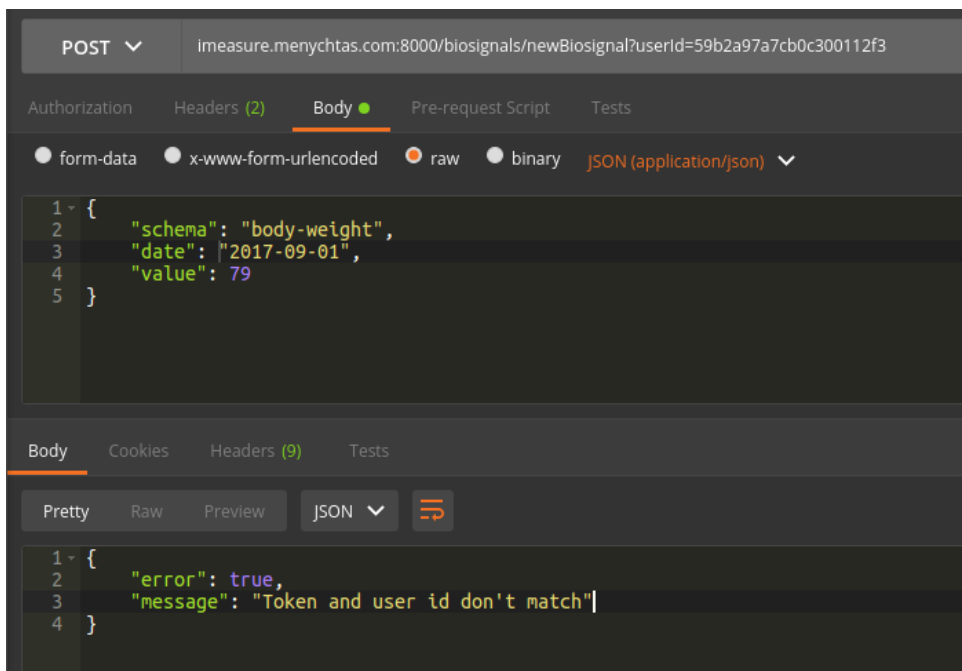 POST imeasure.menychtas.com:8000/biosignals/newBiosignal?userId=59b2a97a7cb0c300112f3
Authorization Headers (2) Body Pre-request Script Tests
form-data x-www-form-urlencoded raw binary JSON (application/json)
1 {
2 "schema": "body-weight",
3 "date": "2017-09-01",
4 "value": 79
5 }
Body Cookies Headers (9) Tests
Pretty Raw Preview JSON
1 {
2 "error": true,
3 "message": "Token and user id don't match"
4 }